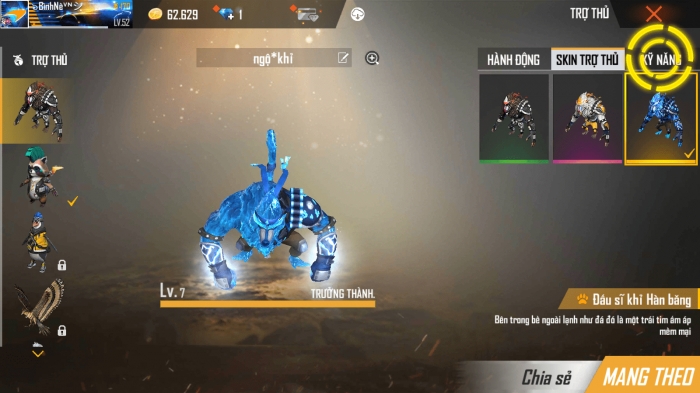 BinhNa VN
LV.52
62.629
1
TRỢ THỦ
TRỢ THỦ
ngộ*khỉ
HÀNH ĐỘNG
SKIN TRỢ THỦ
KỸ NĂNG
Lv. 7
TRƯỞNG THÀNH.
Đấu sĩ khỉ Hàn băng
Bên trong bề ngoài lạnh như đá đó là một trái tim ấm áp
mềm mại
Chia sẻ
MANG THEO